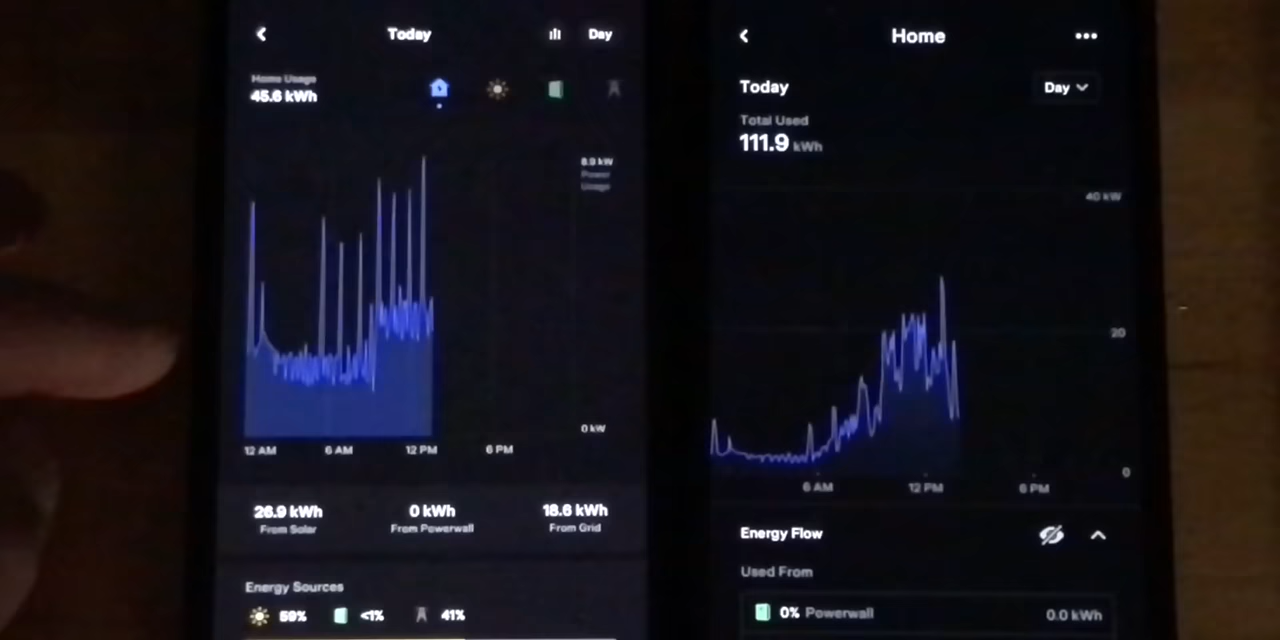 Today
Day
Home Usage
45.6 kWh
8.9 kW
Power
Usage
0 kW
12 AM 6 AM 12 PM 6 PM
26.9 kWh 0 kWh 18.6 kWh
From Solar From Powerwall From Grid
Energy Sources
59% <1% 41%
Home
Today
Day
Total Used
111.9 kWh
40 kW
20
0
6 AM 12 PM 6 PM
Energy Flow
Used From
0% Powerwall 0.0 kWh